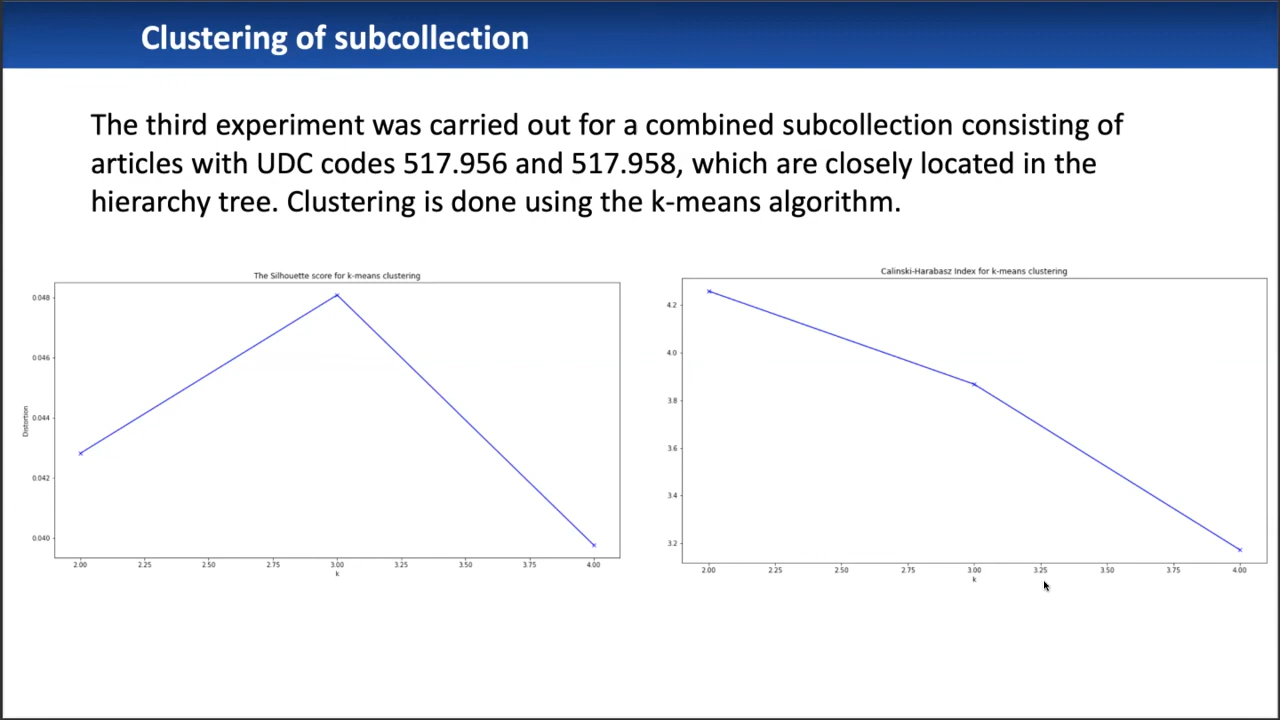 Clustering of subcollection
The third experiment was carried out for a combined subcollection consisting of
articles with UDC codes 517.956 and 517.958, which are closely located in the
hierarchy tree. Clustering is done using the k-means algorithm.
The Silhouette score for k-means clustering
Distortion
0.048
0.046
0.044
0.042
0.040
2.00 2.25 2.50 2.75 3.00 3.25 3.50 3.75 4.00
k
Calinski-Harabasz Index for k-means clustering
4.2
4.0
3.8
3.6
3.4
3.2
2.00 2.25 2.50 2.75 3.00 3.25 3.50 3.75 4.00
k